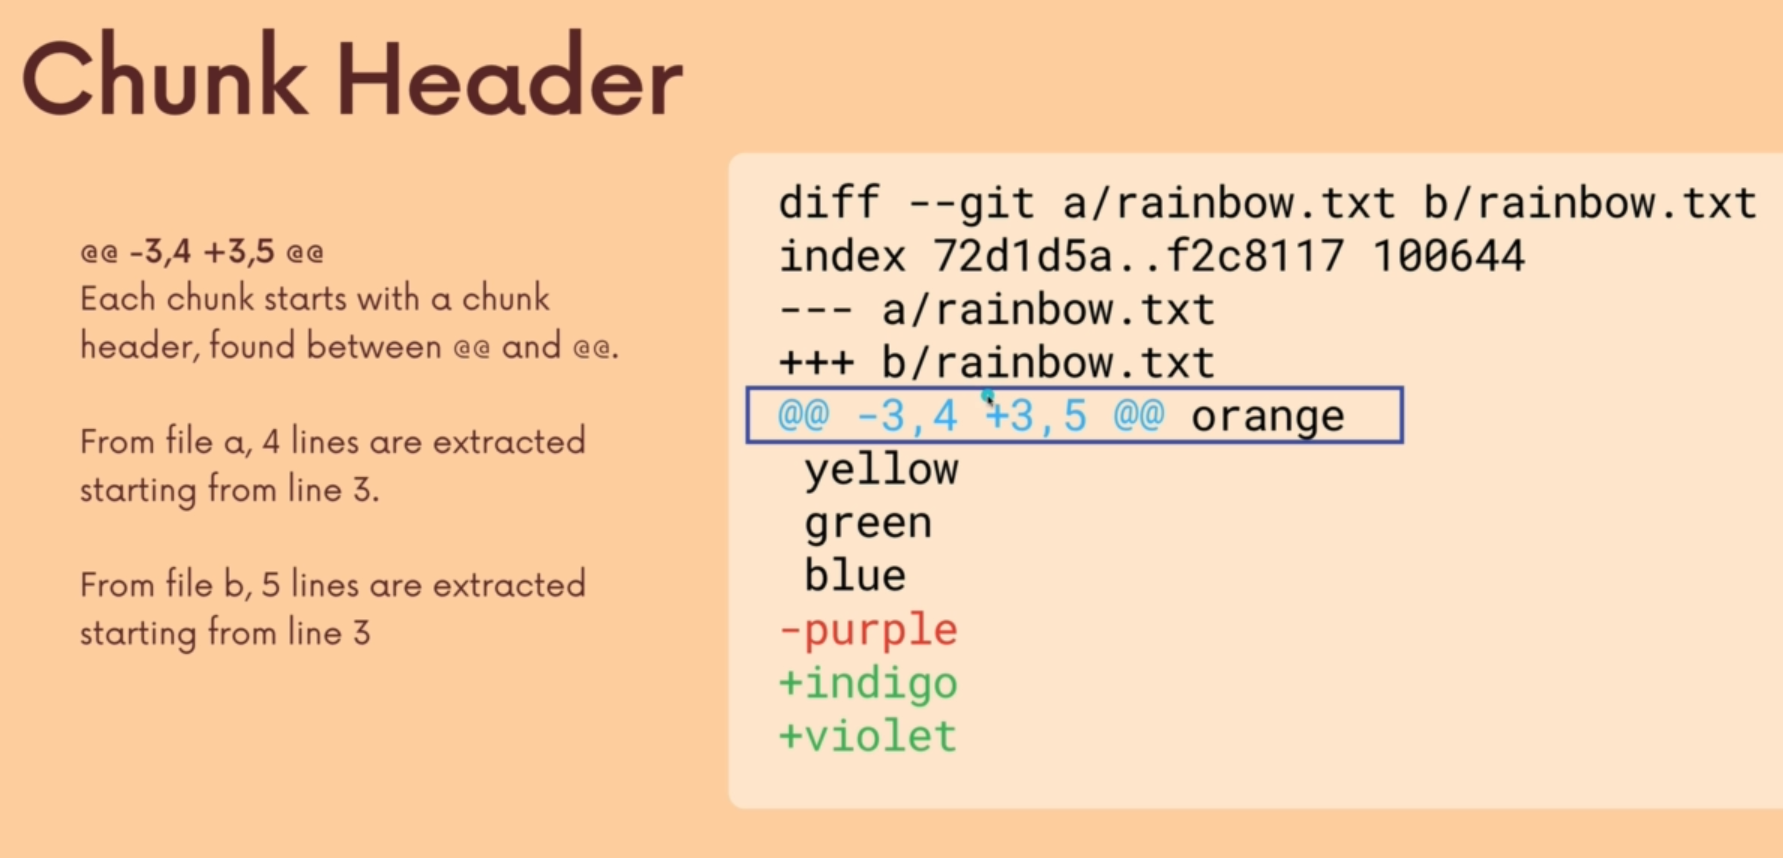 Chunk Header
@@ -3,4 +3,5 @@
Each chunk starts with a chunk
header, found between @@ and @@.
From file a, 4 lines are extracted
starting from line 3.
From file b, 5 lines are extracted
starting from line 3
diff --git a/rainbow.txt b/rainbow.txt
index 72d1d5a..f2c8117 100644
--- a/rainbow.txt
+++ b/rainbow.txt
@@ -3,4 +3,5 @@ orange
 yellow
 green
 blue
-purple
+indigo
+violet